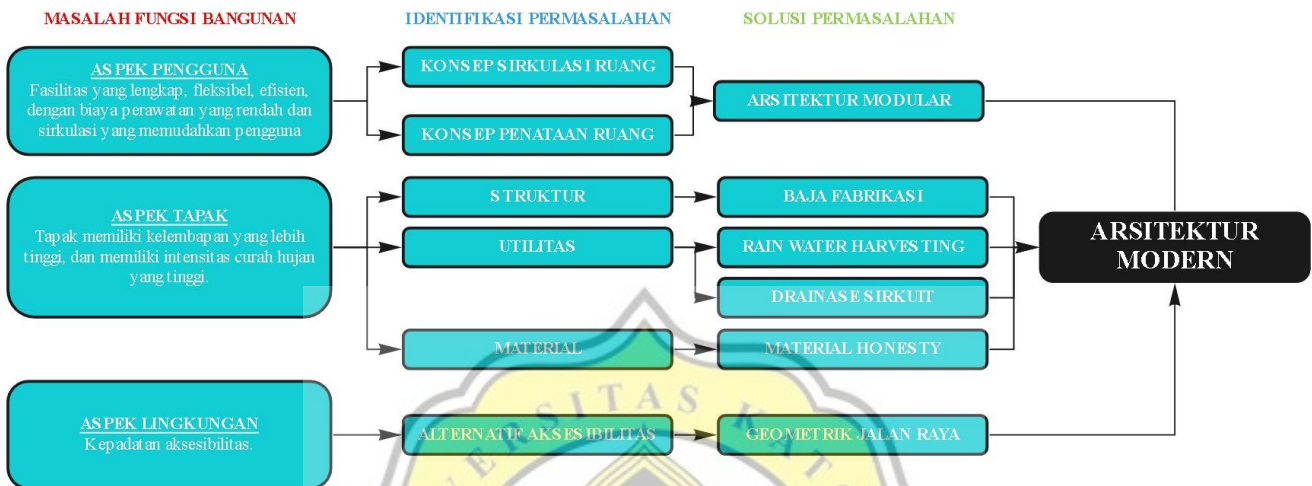 MASALAH FUNGSI BANGUNAN
IDENTIFIKASI PERMASALAHAN
SOLUSI PERMASALAHAN
ASPEK PENGGUNA
Fasilitas yang lengkap, fleksibel, efisien,
dengan biaya perawatan yang rendah dan
sirkulasi yang memudahkan pengguna
KONSEP SIRKULASI RUANG
KONSEP PENATAAN RUANG
ARSITEKTUR MODULAR
ASPEK TAPAK
Tapak memiliki kelembapan yang lebih
tinggi, dan memiliki intensitas curah hujan
yang tinggi.
STRUKTUR
UTILITAS
MATERIAL
BAJA FABRIKASI
RAIN WATER HARVESTING
DRAINASE SIRKUIT
MATERIAL HONESTY
ARSITEKTUR
MODERN
ASPEK LINGKUNGAN
Kepadatan aksesibilitas.
ALTERNATIF AKSESIBILITAS
GEOMETRIK JALAN RAYA